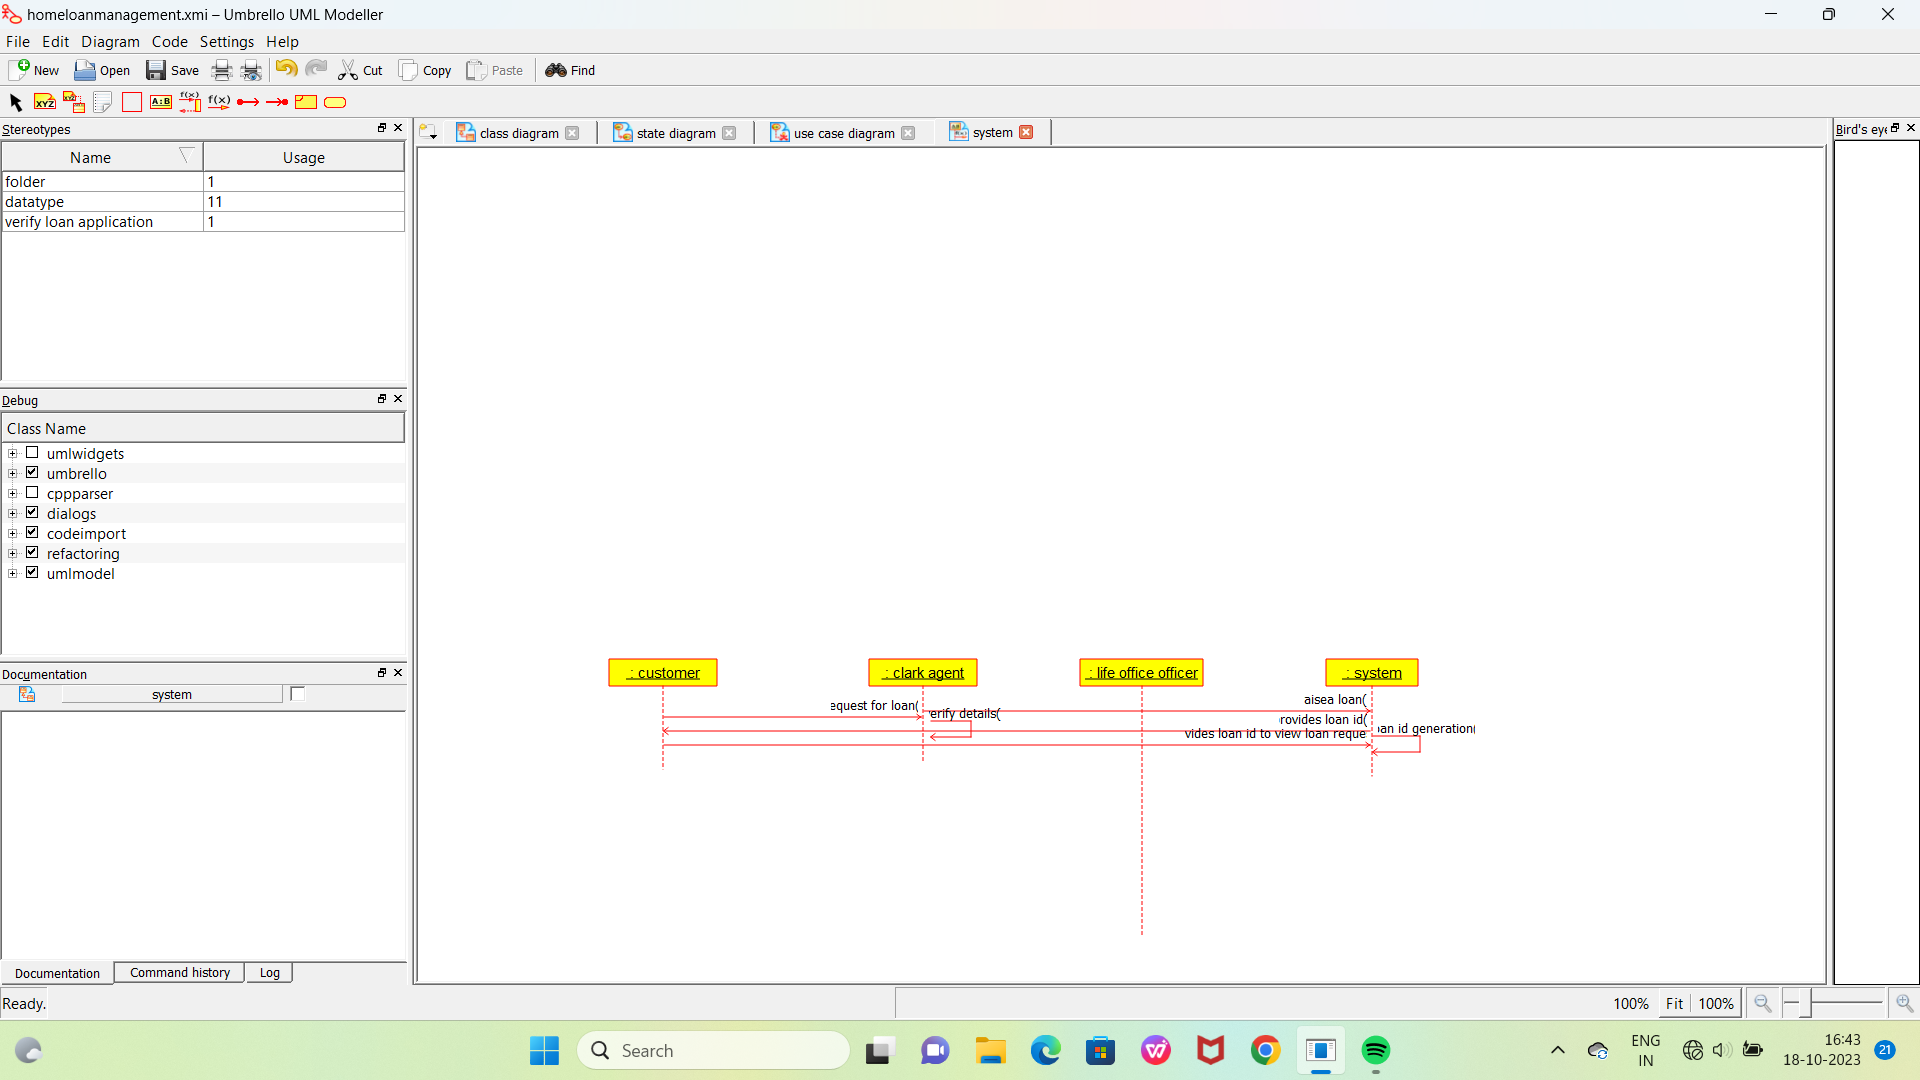 homeloanmanagement.xmi – Umbrello UML Modeller
File Edit Diagram Code Settings Help
New Open Save Cut Copy Paste Find
XYZ A:B f(x) f(x)
Stereotypes
Name Usage
folder 1
datatype 11
verify loan application 1
Debug
Class Name
umlwidgets
umbrello
cppparser
dialogs
codeimport
refactoring
umlmodel
Documentation
system
Documentation Command history Log
class diagram state diagram use case diagram system
Bird's eye
: customer : clark agent : life office officer : system
equest for loan(
erify details(
aisea loan(
rovides loan id(
vides loan id to view loan reque
an id generation(
Ready.
100% Fit 100%
Search
ENG
IN
16:43
18-10-2023
21